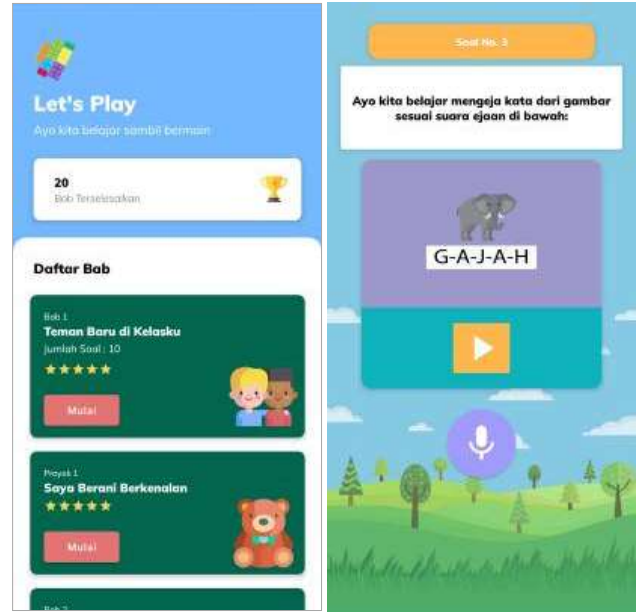 Let's Play
Ayo kita belajar sambil bermain
20
Bab Terselesaikan
Daftar Bab
Bab 1
Teman Baru di Kelasku
Jumlah Soal : 10
Mulai
Proyek 1
Saya Berani Berkenalan
Mulai
Bab 2
Soal No. 3
Ayo kita belajar mengeja kata dari gambar
sesuai suara ejaan di bawah:
G-A-J-A-H